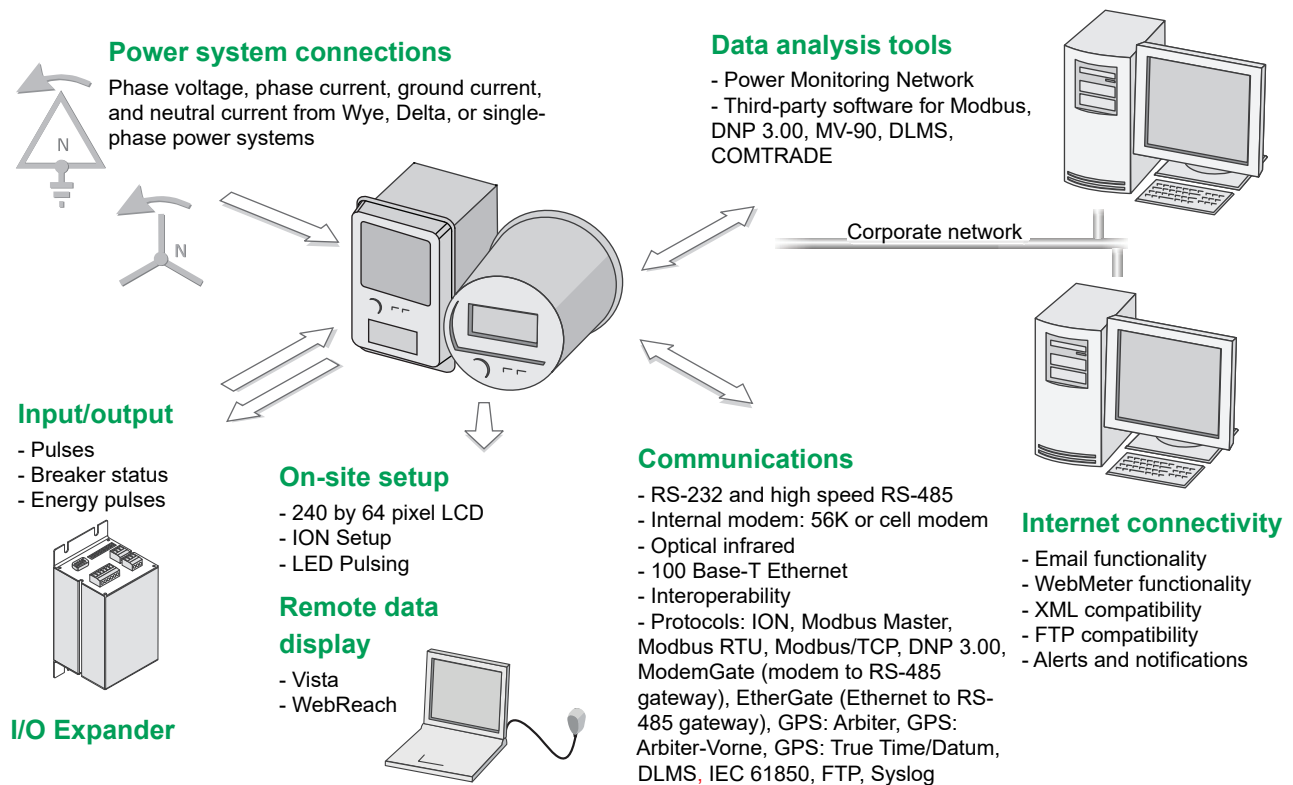 Power system connections
Phase voltage, phase current, ground current,
and neutral current from Wye, Delta, or single-
phase power systems
N
N
Data analysis tools
- Power Monitoring Network
- Third-party software for Modbus,
DNP 3.00, MV-90, DLMS,
COMTRADE
Corporate network
Input/output
- Pulses
- Breaker status
- Energy pulses
I/O Expander
On-site setup
- 240 by 64 pixel LCD
- ION Setup
- LED Pulsing
Remote data
display
- Vista
- WebReach
Communications
- RS-232 and high speed RS-485
- Internal modem: 56K or cell modem
- Optical infrared
- 100 Base-T Ethernet
- Interoperability
- Protocols: ION, Modbus Master,
Modbus RTU, Modbus/TCP, DNP 3.00,
ModemGate (modem to RS-485
gateway), EtherGate (Ethernet to RS-
485 gateway), GPS: Arbiter, GPS:
Arbiter-Vorne, GPS: True Time/Datum,
DLMS, IEC 61850, FTP, Syslog
Internet connectivity
- Email functionality
- WebMeter functionality
- XML compatibility
- FTP compatibility
- Alerts and notifications